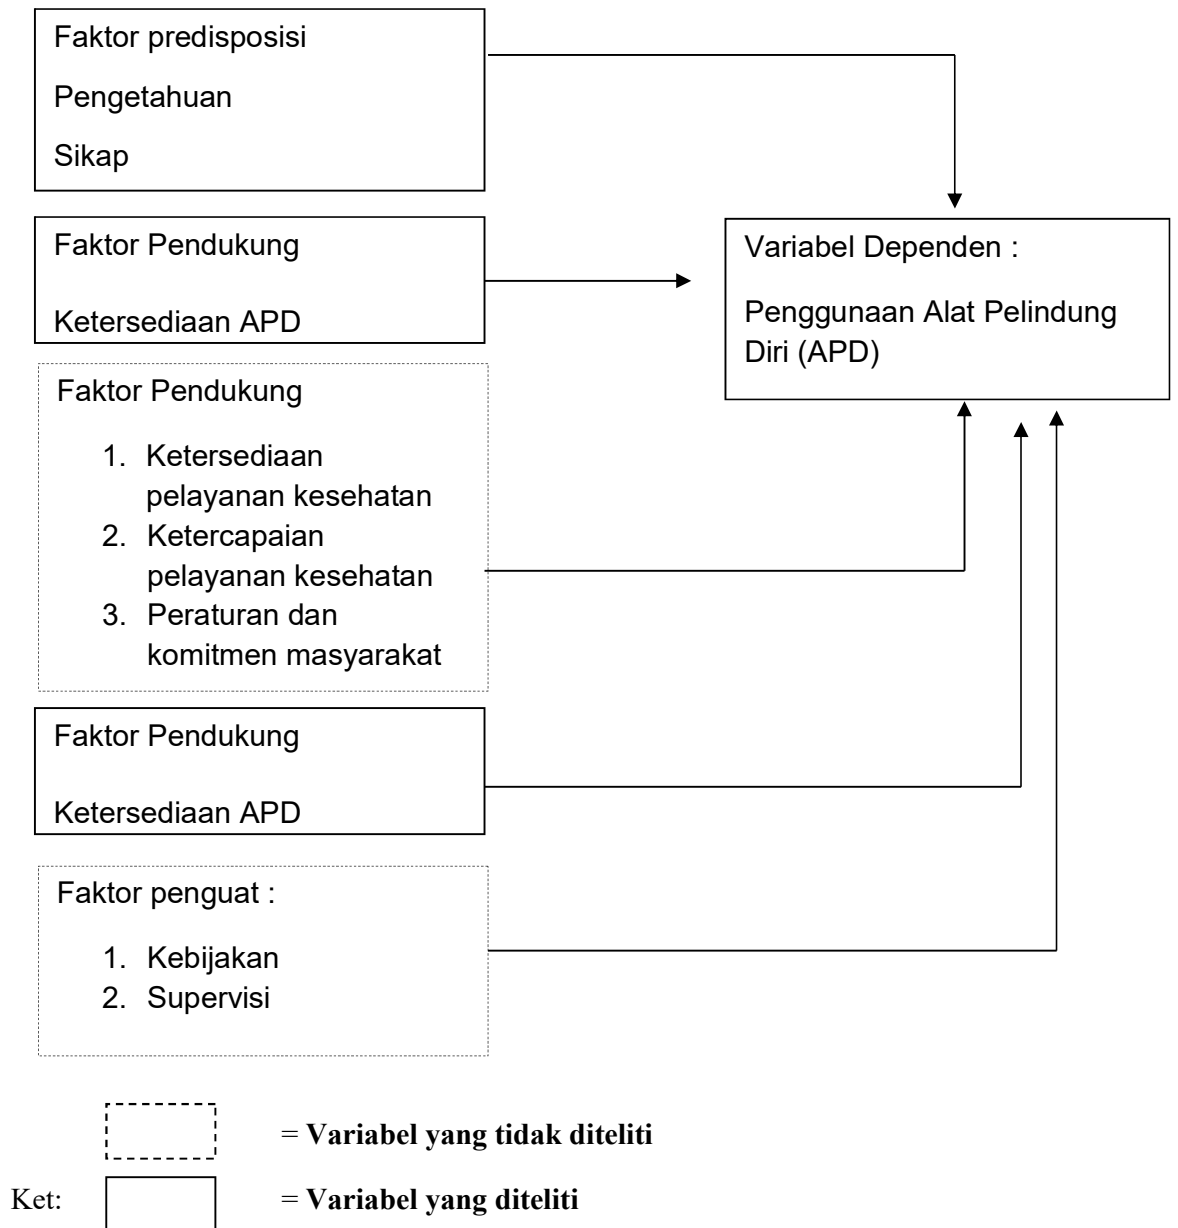 Faktor predisposisi
Pengetahuan
Sikap
Faktor Pendukung
Ketersediaan APD
Variabel Dependen :
Penggunaan Alat Pelindung
Diri (APD)
Faktor Pendukung
1. Ketersediaan
pelayanan kesehatan
2. Ketercapaian
pelayanan kesehatan
3. Peraturan dan
komitmen masyarakat
Faktor Pendukung
Ketersediaan APD
Faktor penguat :
1. Kebijakan
2. Supervisi
= Variabel yang tidak diteliti
Ket: = Variabel yang diteliti